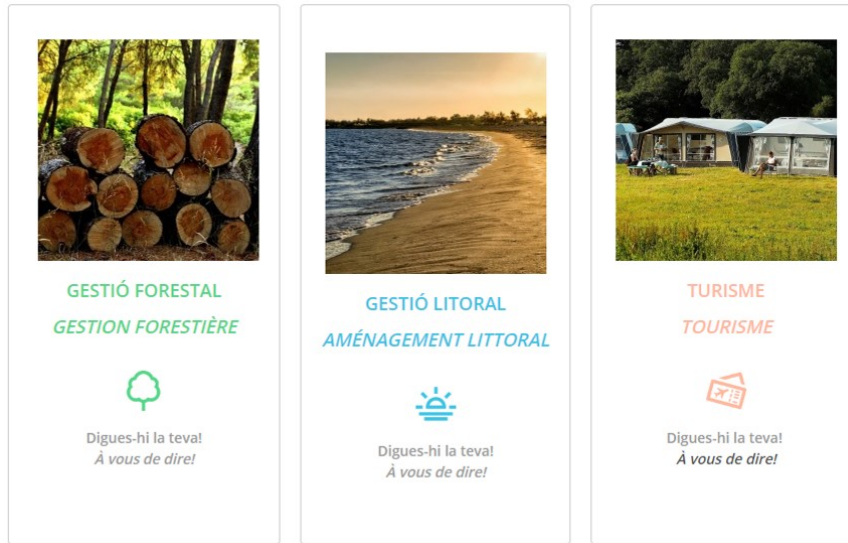 GESTIÓ FORESTAL
GESTION FORESTIÈRE
Digues-hi la teva!
À vous de dire!
GESTIÓ LITORAL
AMÉNAGEMENT LITTORAL
Digues-hi la teva!
À vous de dire!
TURISME
TOURISME
Digues-hi la teva!
À vous de dire!